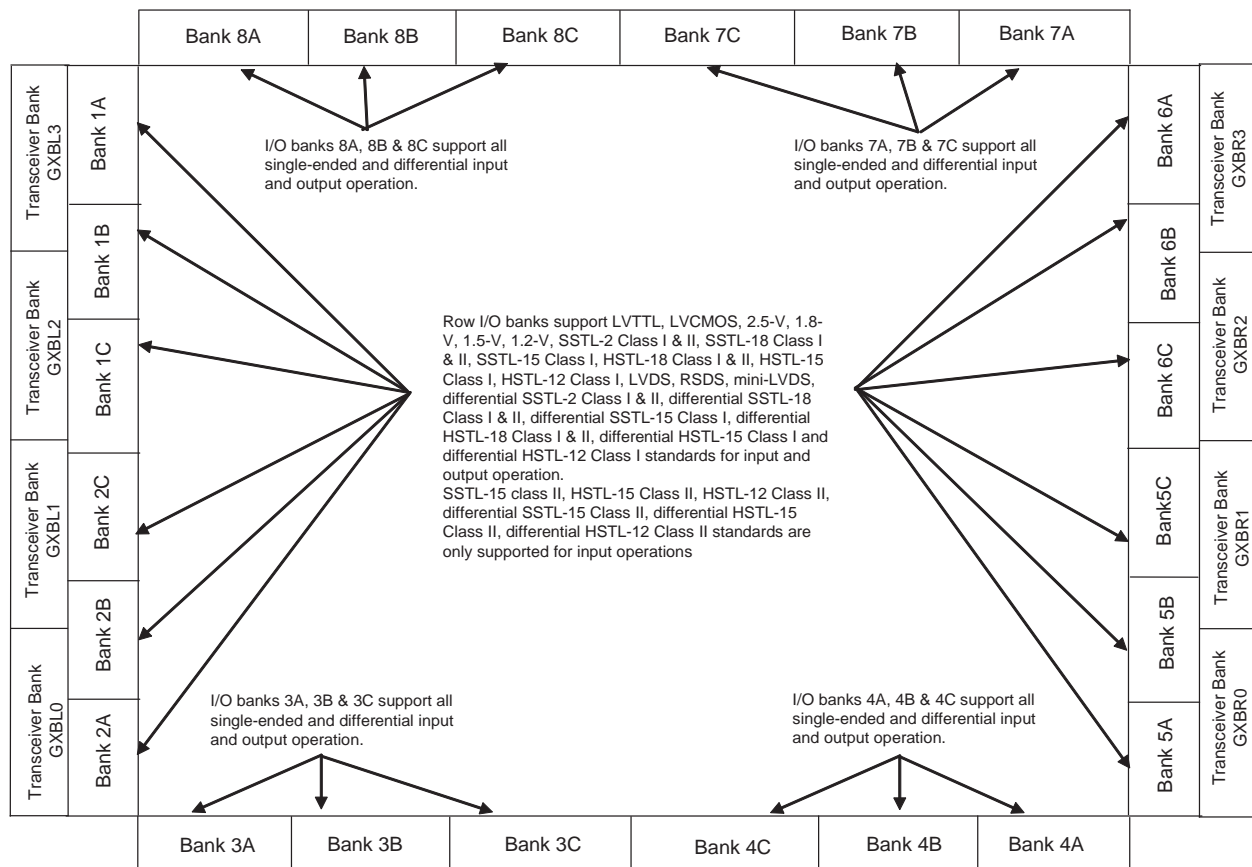 Bank 8A
Bank 8B
Bank 8C
Bank 7C
Bank 7B
Bank 7A
Transceiver Bank
GXBL3
Transceiver Bank
GXBL2
Transceiver Bank
GXBL1
Transceiver Bank
GXBL0
Bank 1A
Bank 1B
Bank 1C
Bank 2C
Bank 2B
Bank 2A
I/O banks 8A, 8B & 8C support all
single-ended and differential input
and output operation.
I/O banks 7A, 7B & 7C support all
single-ended and differential input
and output operation.
Row I/O banks support LVTTL, LVCMOS, 2.5-V, 1.8-
V, 1.5-V, 1.2-V, SSTL-2 Class I & II, SSTL-18 Class I
& II, SSTL-15 Class I, HSTL-18 Class I & II, HSTL-15
Class I, HSTL-12 Class I, LVDS, RSDS, mini-LVDS,
differential SSTL-2 Class I & II, differential SSTL-18
Class I & II, differential SSTL-15 Class I, differential
HSTL-18 Class I & II, differential HSTL-15 Class I and
differential HSTL-12 Class I standards for input and
output operation.
SSTL-15 class II, HSTL-15 Class II, HSTL-12 Class II,
differential SSTL-15 Class II, differential HSTL-15
Class II, differential HSTL-12 Class II standards are
only supported for input operations
I/O banks 3A, 3B & 3C support all
single-ended and differential input
and output operation.
I/O banks 4A, 4B & 4C support all
single-ended and differential input
and output operation.
Bank 6A
Bank 6B
Bank 6C
Bank5C
Bank 5B
Bank 5A
Transceiver Bank
GXBR3
Transceiver Bank
GXBR2
Transceiver Bank
GXBR1
Transceiver Bank
GXBR0
Bank 3A
Bank 3B
Bank 3C
Bank 4C
Bank 4B
Bank 4A